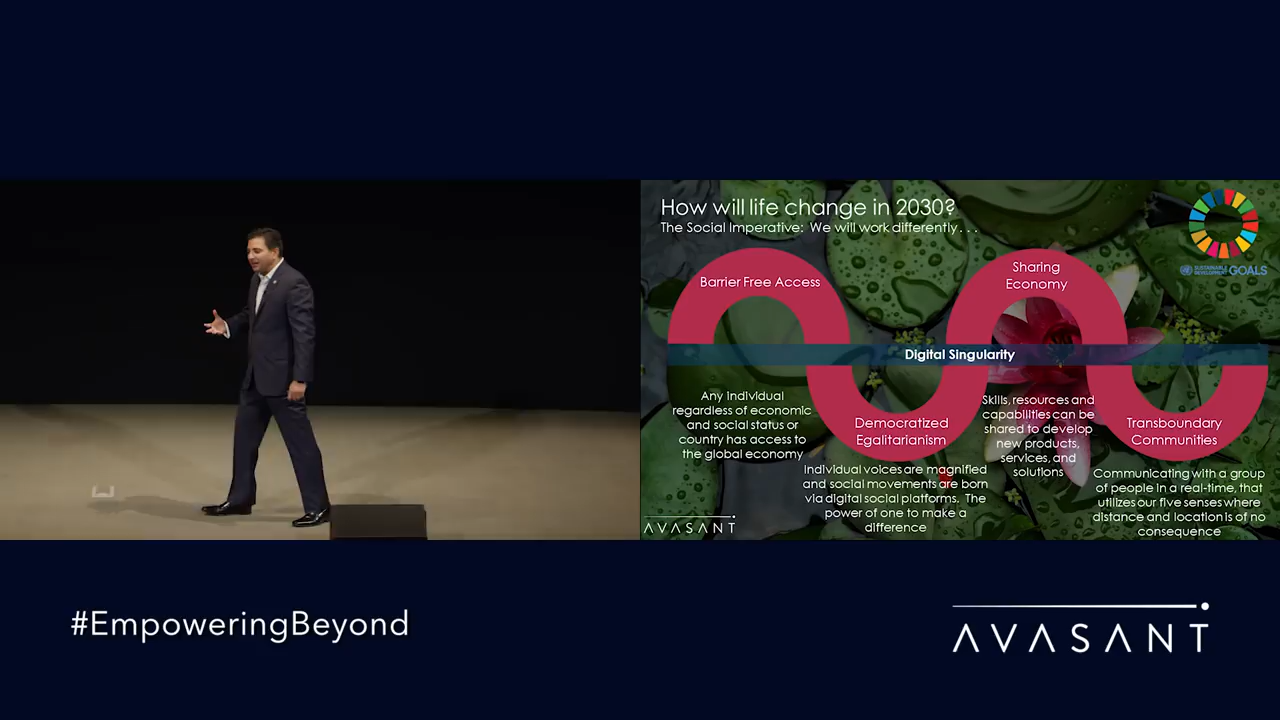 How will life change in 2030?
The Social Imperative: We will work differently . . .
SUSTAINABLE
DEVELOPMENT GOALS
Barrier Free Access
Sharing
Economy
Digital Singularity
Any individual
regardless of economic
and social status or
country has access to
the global economy
Democratized
Egalitarianism
Individual voices are magnified
and social movements are born
via digital social platforms. The
power of one to make a
difference
Skills, resources and
capabilities can be
shared to develop
new products,
services, and
solutions
Transboundary
Communities
Communicating with a group
of people in a real-time, that
utilizes our five senses where
distance and location is of no
consequence
AVASANT
#EmpoweringBeyond
AVASANT